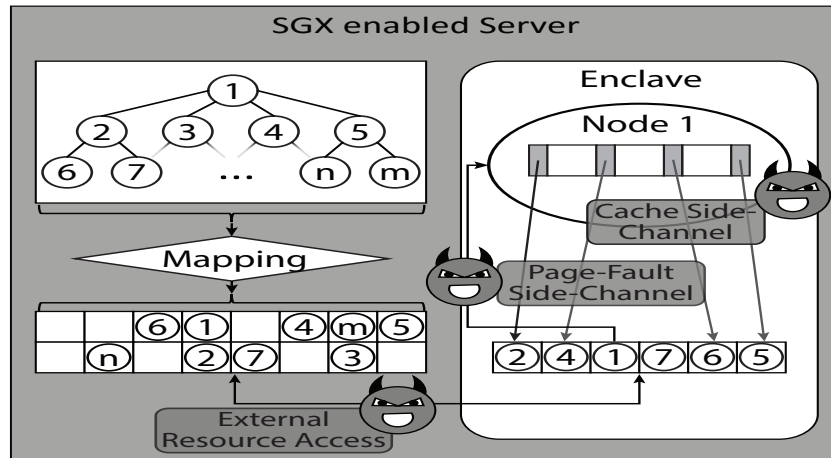 SGX enabled Server
1
2 3 4 5
6 7 ... n m
Mapping
6 1 4 m 5
n 2 7 3
External
Resource Access
Enclave
Node 1
Cache Side-
Channel
Page-Fault
Side-Channel
2 4 1 7 6 5